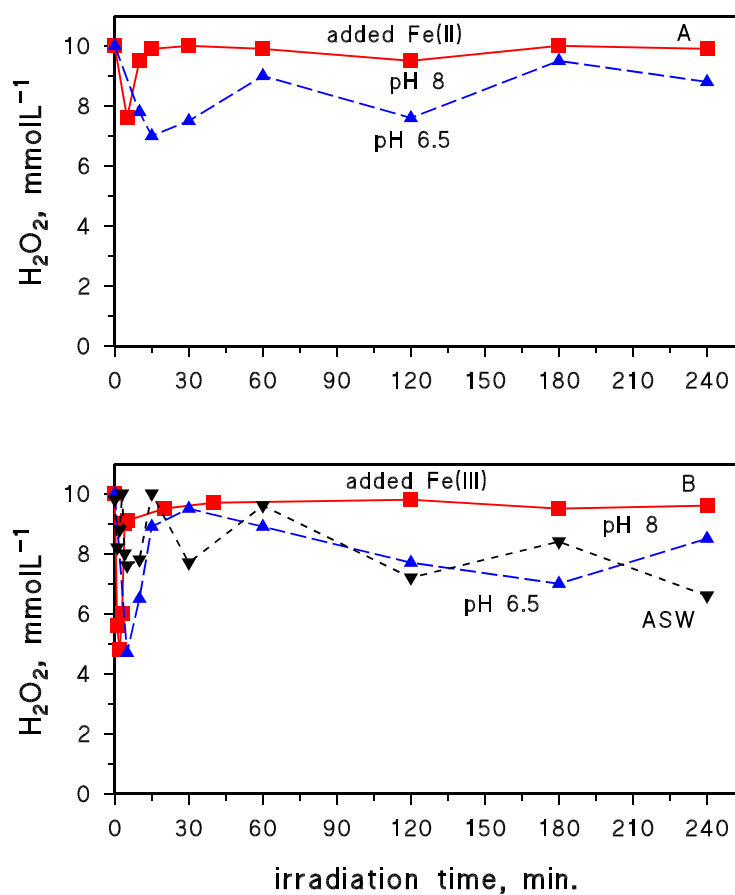 added Fe(II)
A
10
8
6
4
2
0
pH 8
pH 6.5
H₂O₂, mmolL⁻¹
0 30 60 90 120 150 180 210 240
added Fe(III)
B
10
8
6
4
2
0
pH 8
pH 6.5
ASW
H₂O₂, mmolL⁻¹
0 30 60 90 120 150 180 210 240
irradiation time, min.